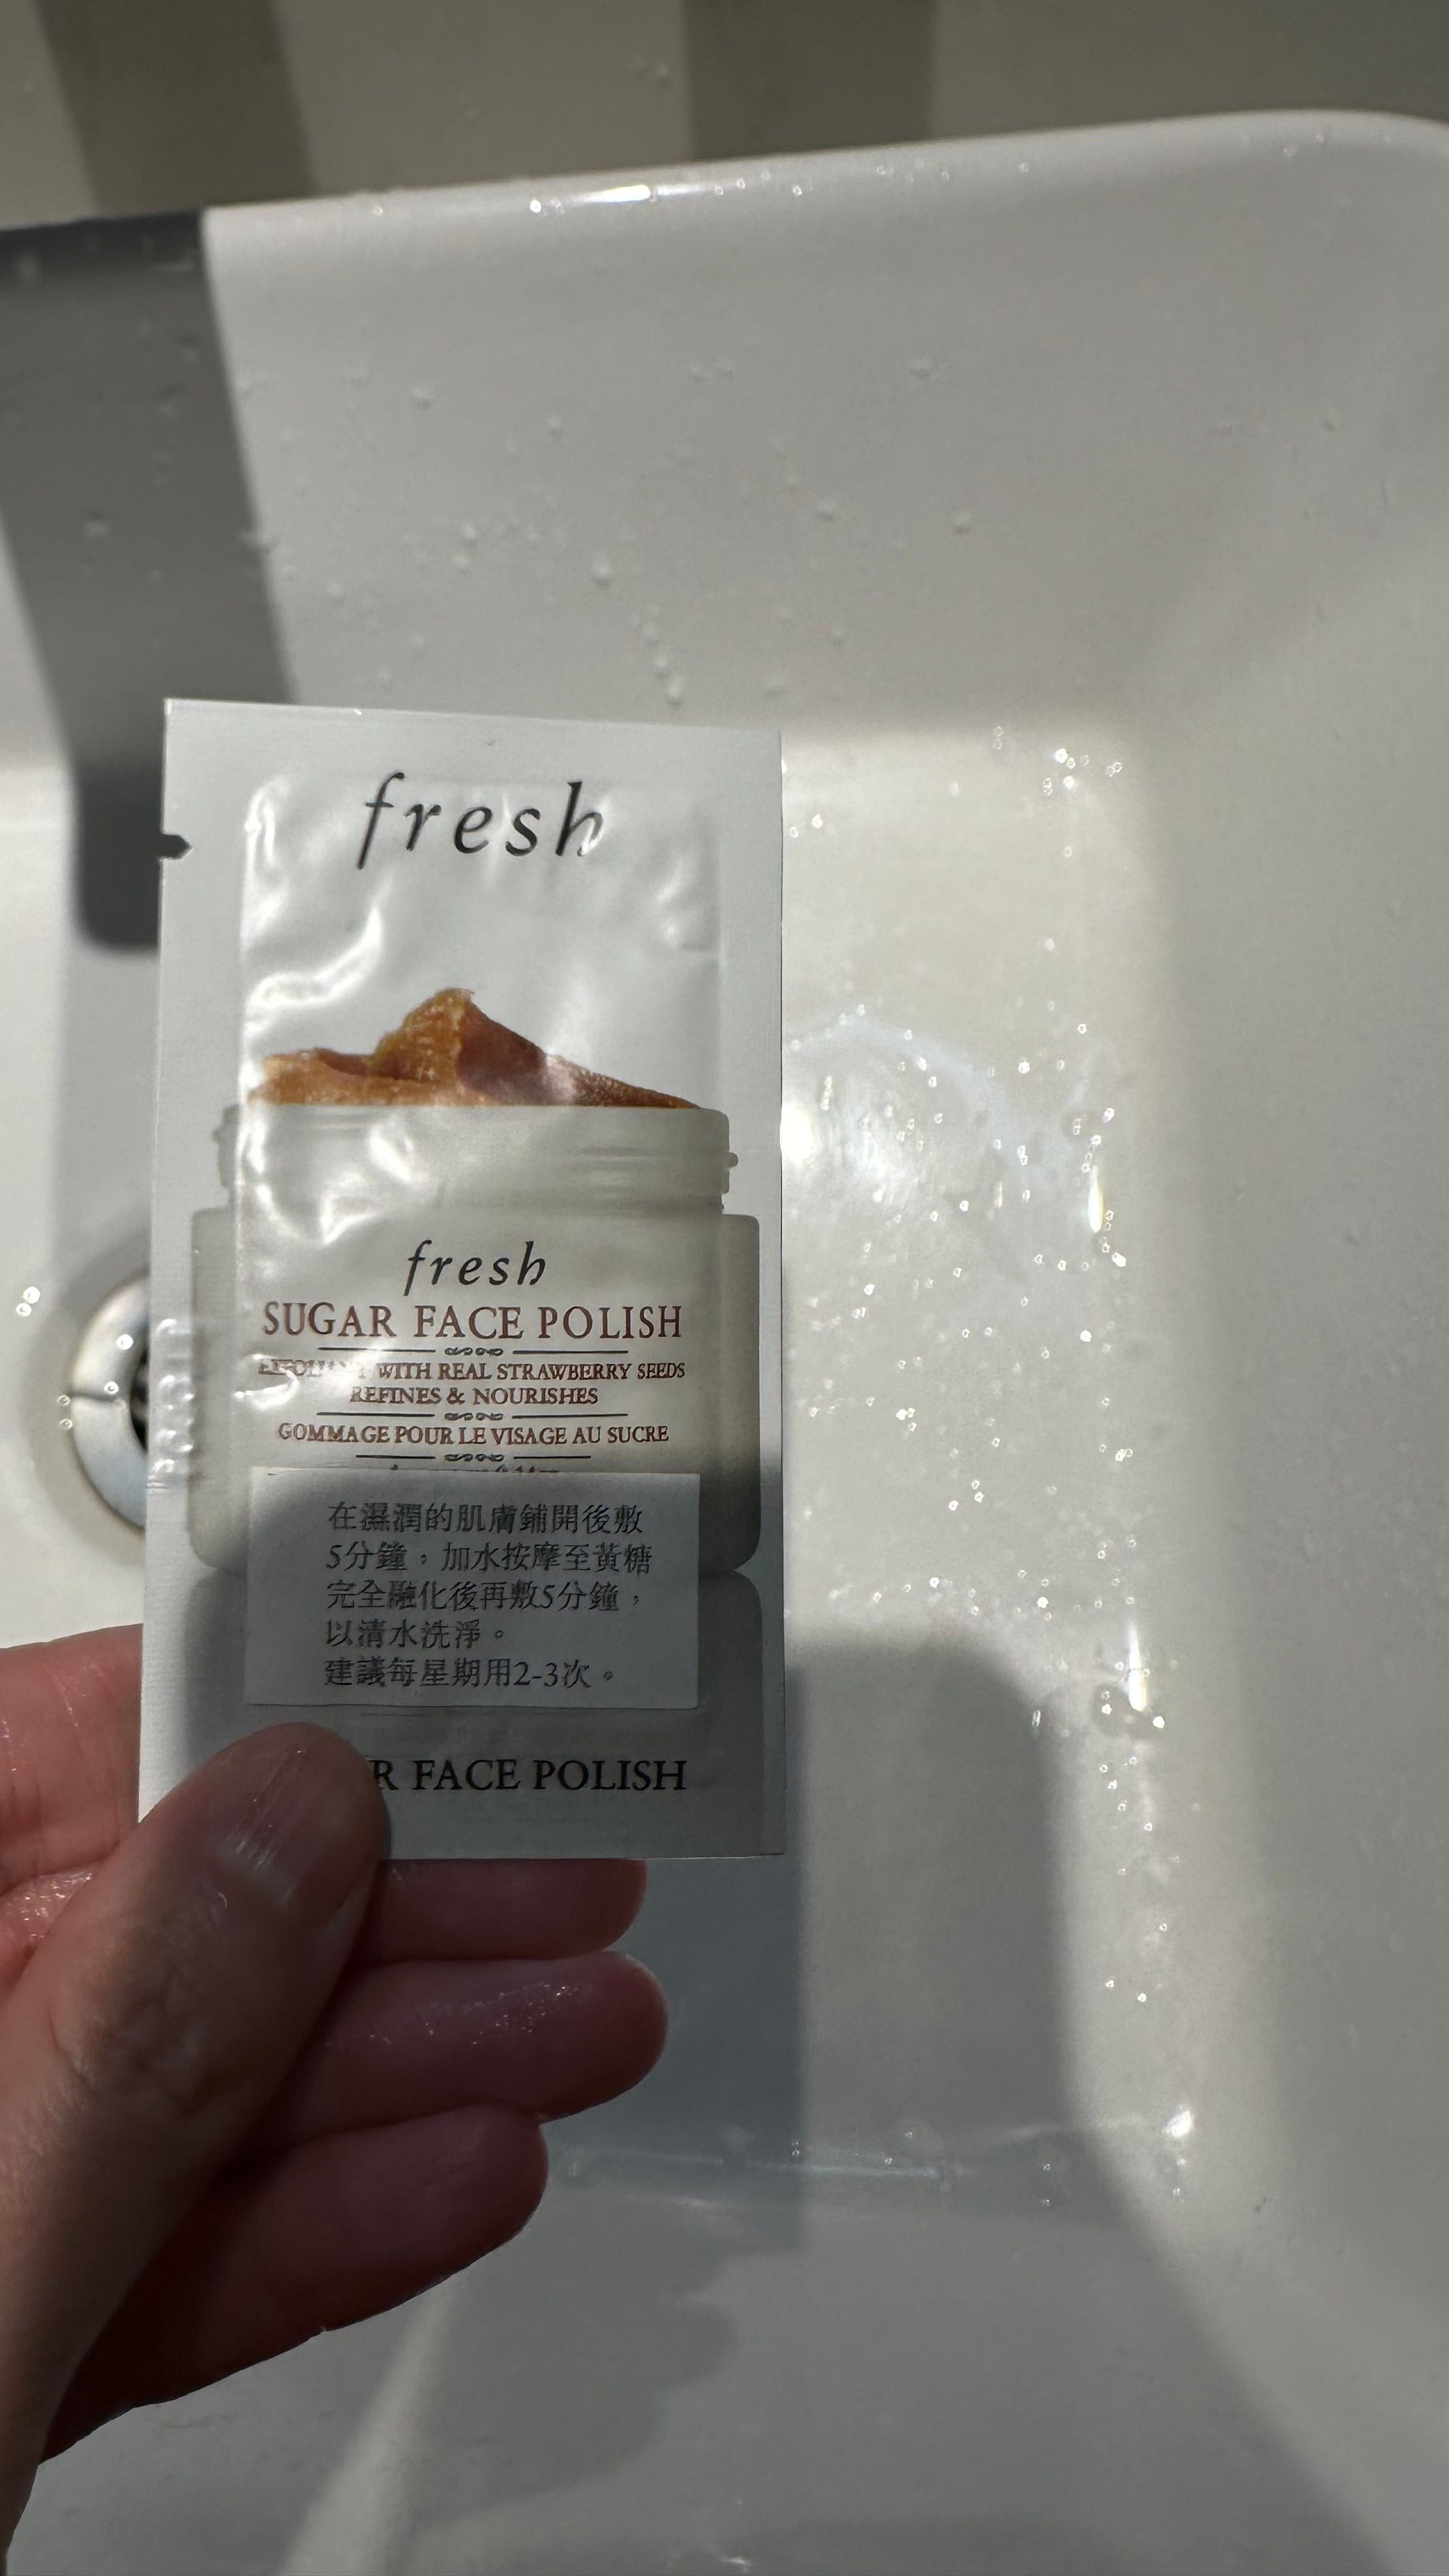 fresh
fresh
SUGAR FACE POLISH
EXFOLIANT WITH REAL STRAWBERRY SEEDS
REFINES & NOURISHES
GOMMAGE POUR LE VISAGE AU SUCRE
在濕潤的肌膚鋪開後敷
5分鐘，加水按摩至黃糖
完全融化後再敷5分鐘，
以清水洗淨。
建議每星期用2-3次。
R FACE POLISH